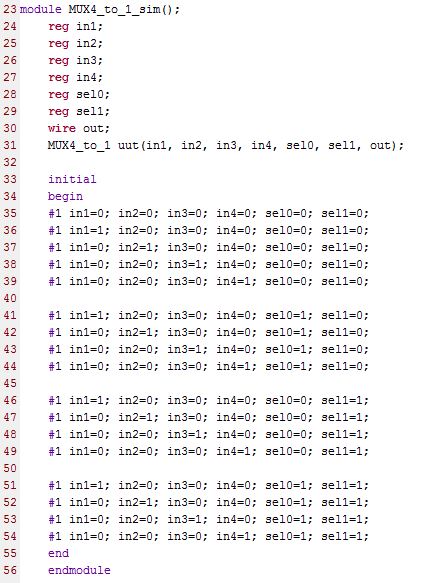 23 module MUX4_to_1_sim();
24 reg in1;
25 reg in2;
26 reg in3;
27 reg in4;
28 reg sel0;
29 reg sel1;
30 wire out;
31 MUX4_to_1 uut(in1, in2, in3, in4, sel0, sel1, out);
32
33 initial
34 begin
35 #1 in1=0; in2=0; in3=0; in4=0; sel0=0; sel1=0;
36 #1 in1=1; in2=0; in3=0; in4=0; sel0=0; sel1=0;
37 #1 in1=0; in2=1; in3=0; in4=0; sel0=0; sel1=0;
38 #1 in1=0; in2=0; in3=1; in4=0; sel0=0; sel1=0;
39 #1 in1=0; in2=0; in3=0; in4=1; sel0=0; sel1=0;
40
41 #1 in1=1; in2=0; in3=0; in4=0; sel0=1; sel1=0;
42 #1 in1=0; in2=1; in3=0; in4=0; sel0=1; sel1=0;
43 #1 in1=0; in2=0; in3=1; in4=0; sel0=1; sel1=0;
44 #1 in1=0; in2=0; in3=0; in4=1; sel0=1; sel1=0;
45
46 #1 in1=1; in2=0; in3=0; in4=0; sel0=0; sel1=1;
47 #1 in1=0; in2=1; in3=0; in4=0; sel0=0; sel1=1;
48 #1 in1=0; in2=0; in3=1; in4=0; sel0=0; sel1=1;
49 #1 in1=0; in2=0; in3=0; in4=1; sel0=0; sel1=1;
50
51 #1 in1=1; in2=0; in3=0; in4=0; sel0=1; sel1=1;
52 #1 in1=0; in2=1; in3=0; in4=0; sel0=1; sel1=1;
53 #1 in1=0; in2=0; in3=1; in4=0; sel0=1; sel1=1;
54 #1 in1=0; in2=0; in3=0; in4=1; sel0=1; sel1=1;
55 end
56 endmodule